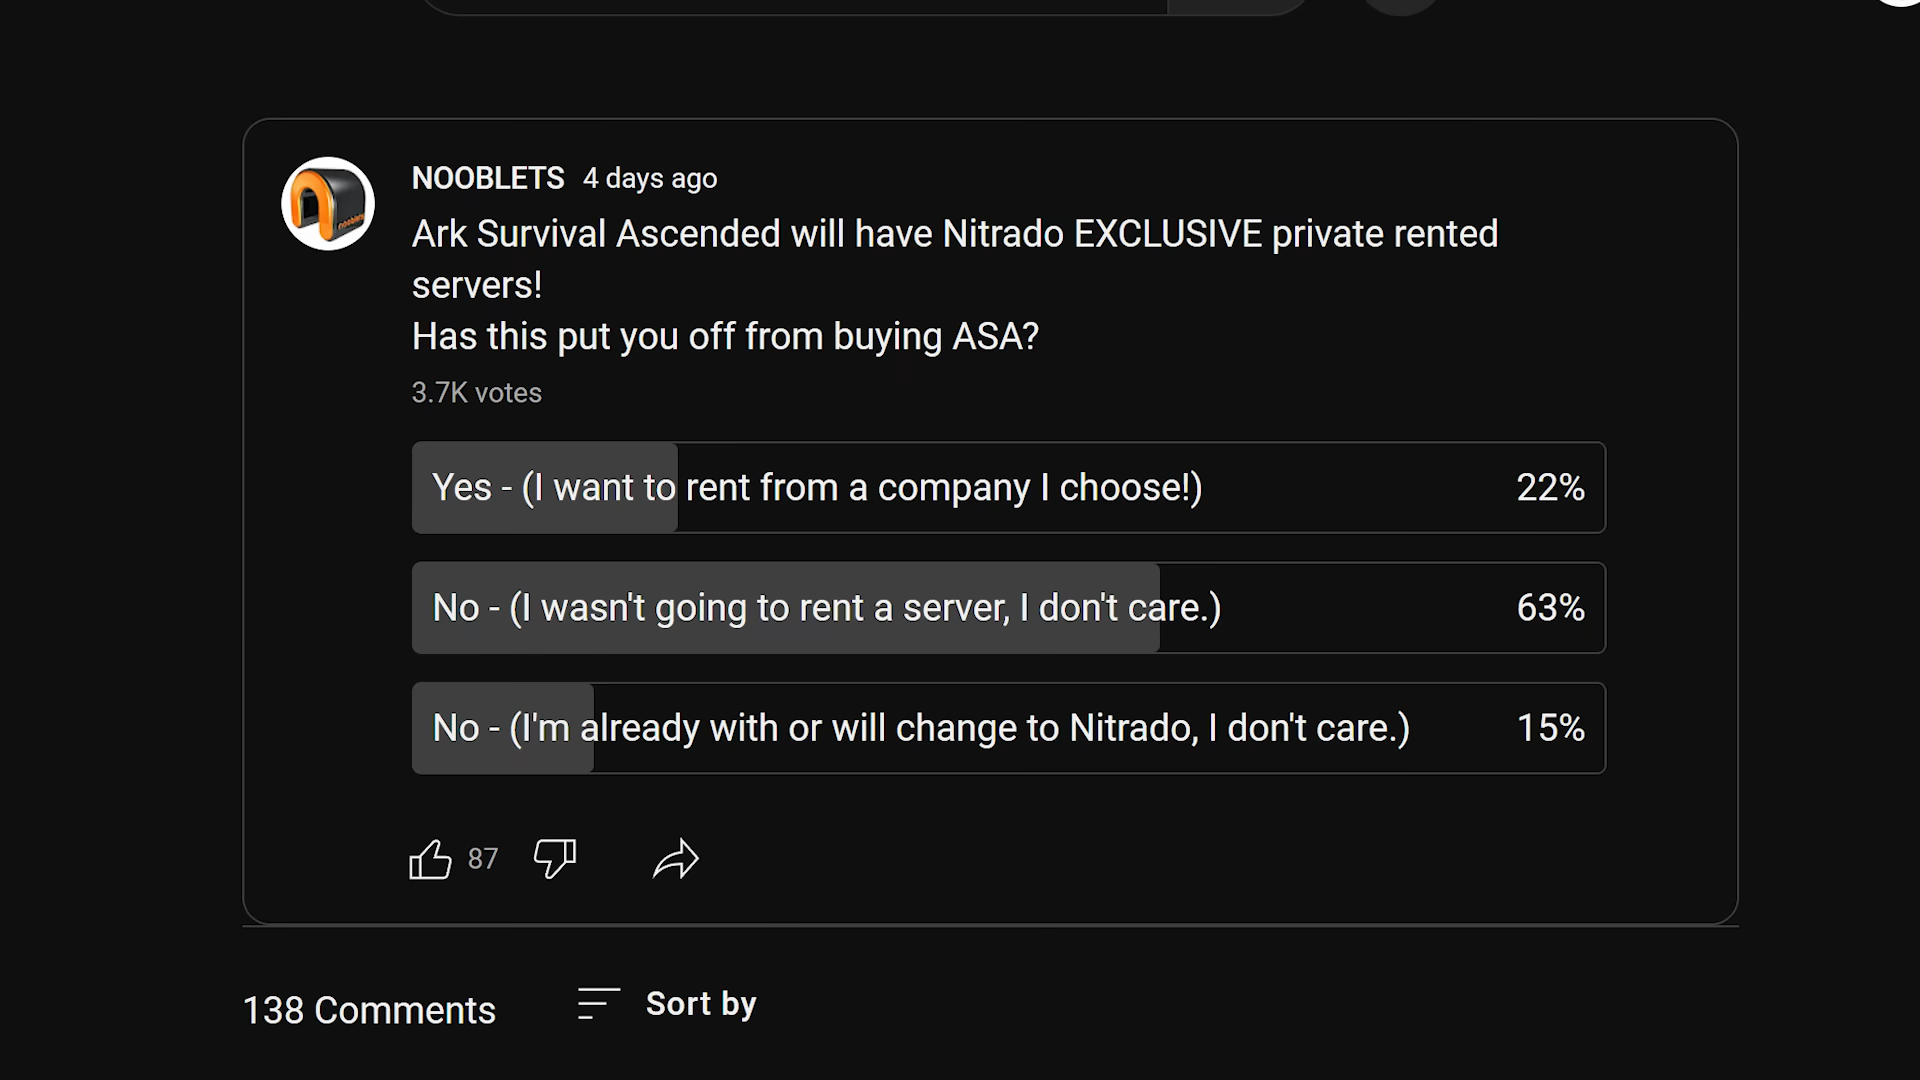 NOOBLETS 4 days ago
Ark Survival Ascended will have Nitrado EXCLUSIVE private rented
servers!
Has this put you off from buying ASA?
3.7K votes
Yes - (I want to rent from a company I choose!) 22%
No - (I wasn't going to rent a server, I don't care.) 63%
No - (I'm already with or will change to Nitrado, I don't care.) 15%
87
138 Comments Sort by
nooblets